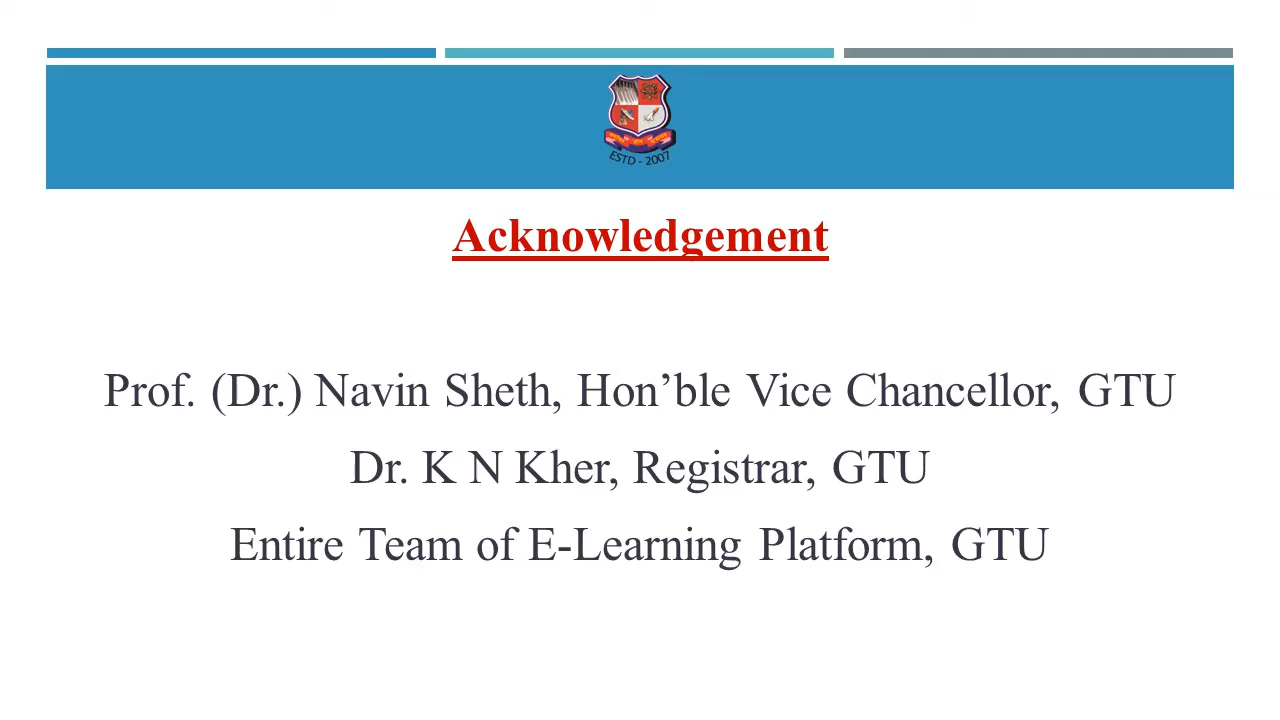 ESTD - 2007
Acknowledgement
Prof. (Dr.) Navin Sheth, Hon’ble Vice Chancellor, GTU
Dr. K N Kher, Registrar, GTU
Entire Team of E-Learning Platform, GTU